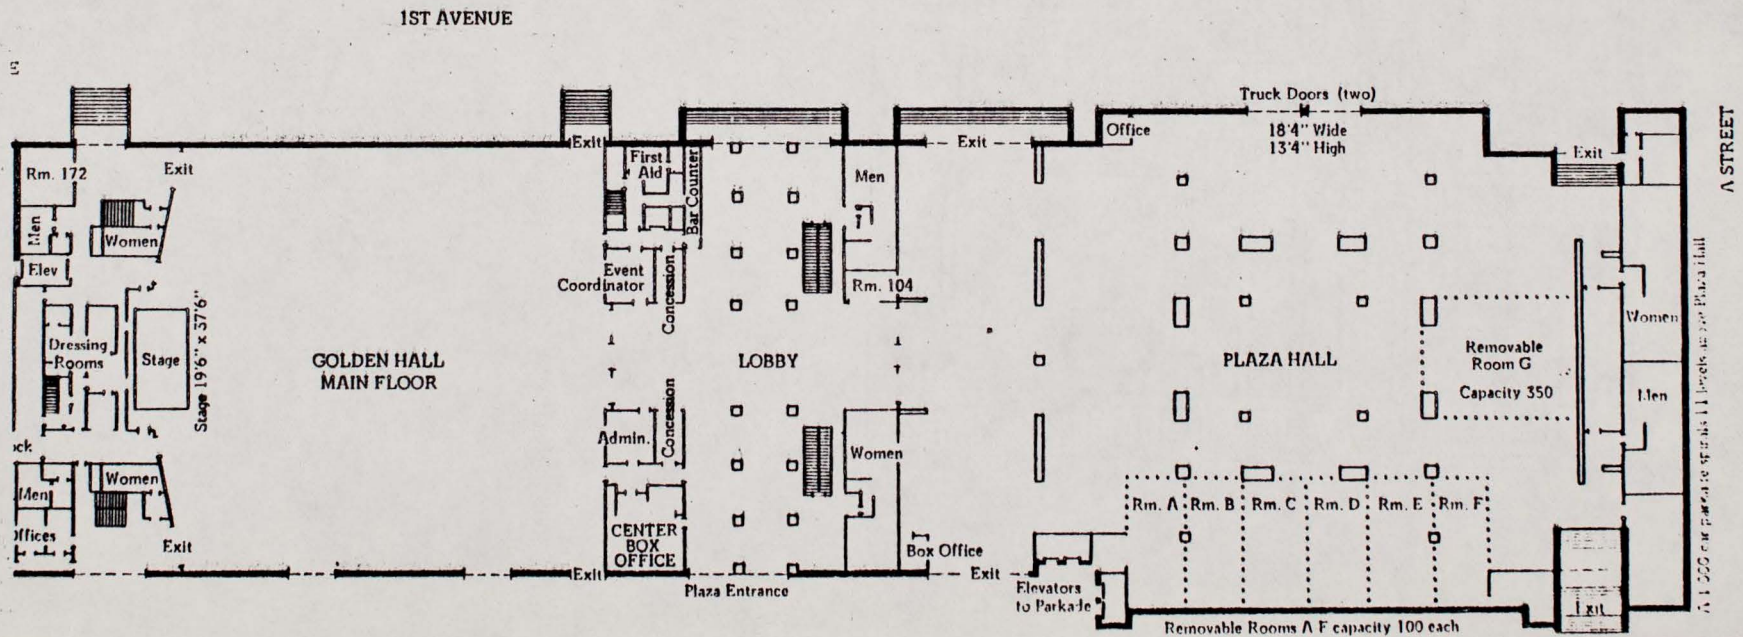 1ST AVENUE
Truck Doors (two)
18'4" Wide
13'4" High
Office
Exit
Exit
Exit
Exit
A STREET
Rm. 172
First
Aid
Bar Counter
Men
Men
Women
Elev
Event
Coordinator
Concession
Rm. 104
Dressing
Rooms
Stage
Stage 19'6" x 37'6"
GOLDEN HALL
MAIN FLOOR
LOBBY
PLAZA HALL
Removable
Room G
Capacity 350
Women
Men
Admin.
Concession
Women
Women
Men
Rm. A
Rm. B
Rm. C
Rm. D
Rm. E
Rm. F
CENTER
BOX
OFFICE
Box Office
Exit
Exit
Exit
Exit
Plaza Entrance
Elevators
to Parkade
Removable Rooms A F capacity 100 each